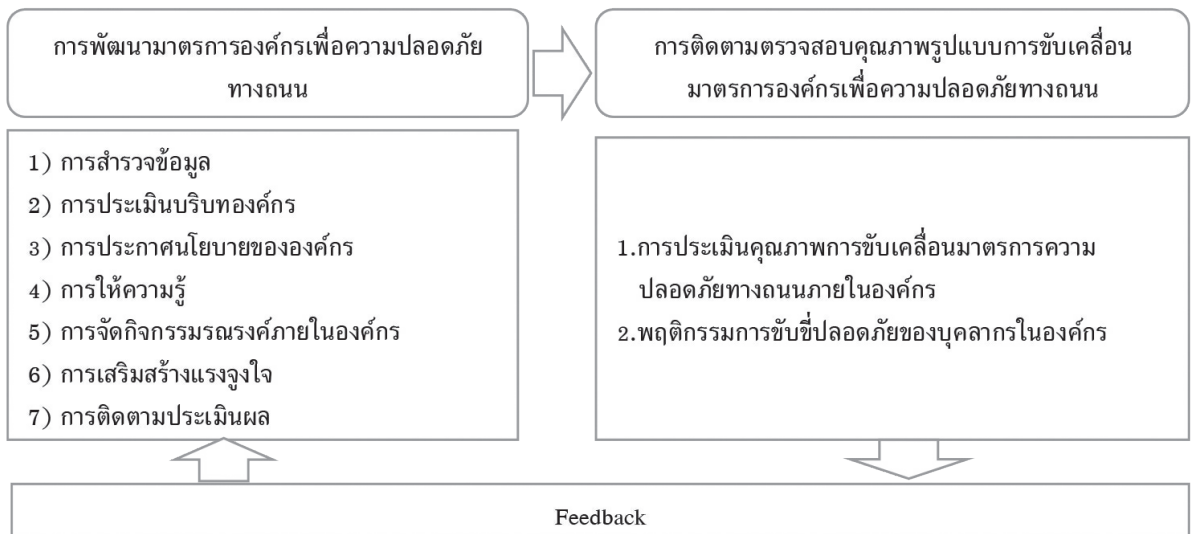 การพัฒนามาตรการองค์กรเพื่อความปลอดภัย
ทางถนน
การติดตามตรวจสอบคุณภาพรูปแบบการขับเคลื่อน
มาตรการองค์กรเพื่อความปลอดภัยทางถนน
1) การสำรวจข้อมูล
2) การประเมินบริบทองค์กร
3) การประกาศนโยบายขององค์กร
4) การให้ความรู้
5) การจัดกิจกรรมรณรงค์ภายในองค์กร
6) การเสริมสร้างแรงจูงใจ
7) การติดตามประเมินผล
1.การประเมินคุณภาพการขับเคลื่อนมาตรการความ
ปลอดภัยทางถนนภายในองค์กร
2.พฤติกรรมการขับขี่ปลอดภัยของบุคลากรในองค์กร
Feedback